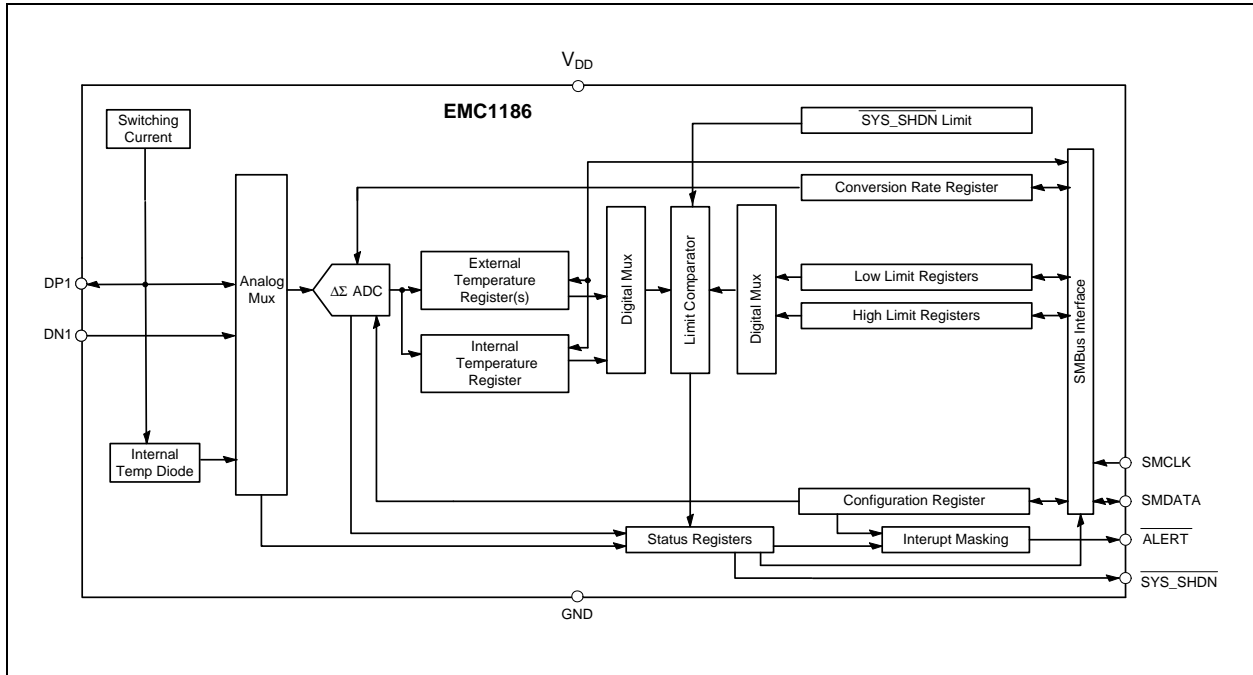 V_DD
EMC1186
Switching
Current
SYS_SHDN Limit
Conversion Rate Register
DP1
Analog
Mux
ΔΣ ADC
External
Temperature
Register(s)
Digital Mux
Limit Comparator
Digital Mux
Low Limit Registers
High Limit Registers
SMBus Interface
DN1
Internal
Temperature
Register
Internal
Temp Diode
SMCLK
Configuration Register
SMDATA
Status Registers
Interupt Masking
ALERT
SYS_SHDN
GND